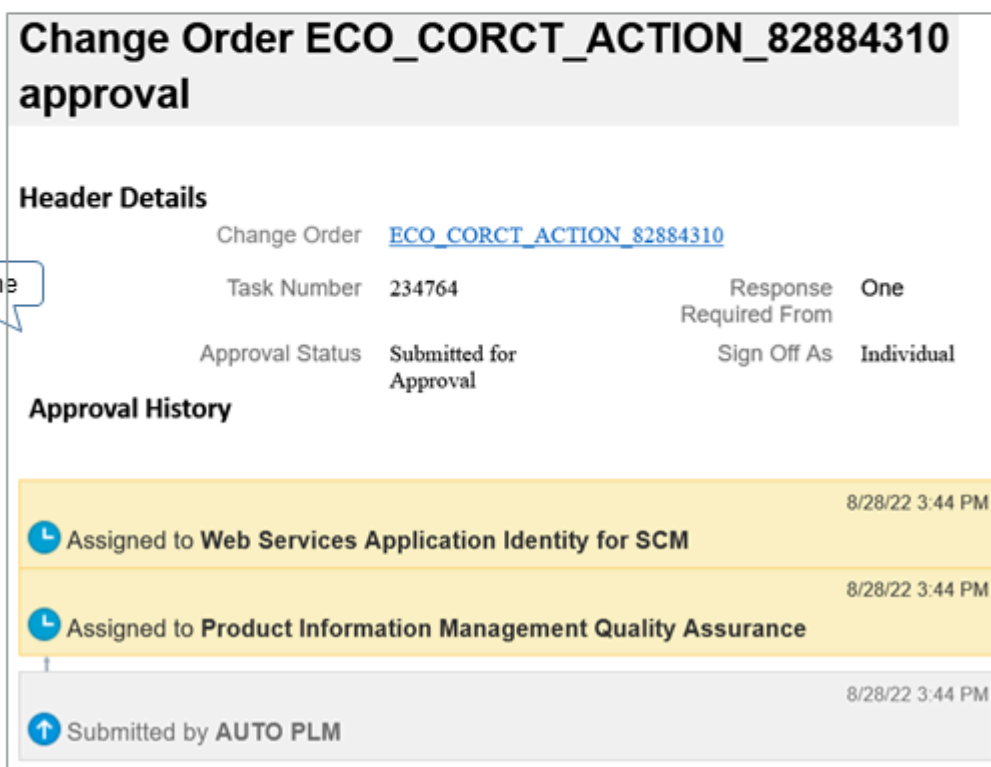 Change Order ECO_CORCT_ACTION_82884310
approval
Header Details
Change Order ECO_CORCT_ACTION_82884310
Task Number 234764
Response
Required From One
Approval Status Submitted for
Approval
Sign Off As Individual
Approval History
8/28/22 3:44 PM
Assigned to Web Services Application Identity for SCM
8/28/22 3:44 PM
Assigned to Product Information Management Quality Assurance
8/28/22 3:44 PM
Submitted by AUTO PLM